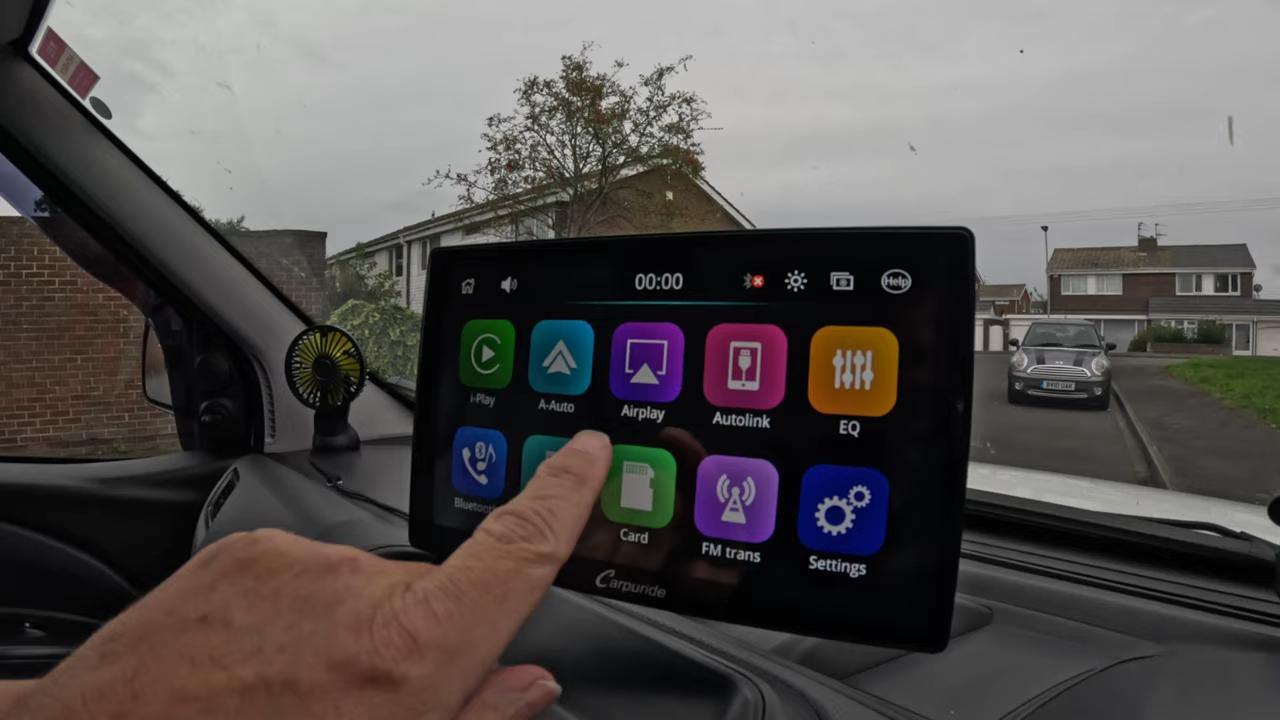 00:00
Help
i-Play
A-Auto
Airplay
Autolink
EQ
Card
FM trans
Settings
Carpuride